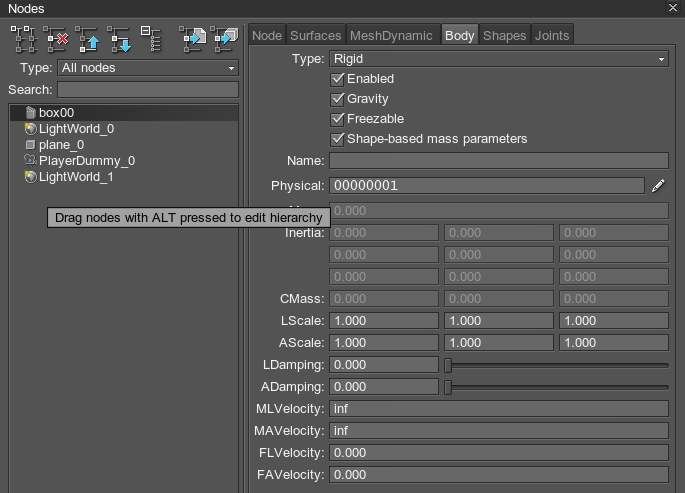 Nodes
Node Surfaces MeshDynamic Body Shapes Joints
Type: All nodes
Search:
box00
LightWorld_0
plane_0
PlayerDummy_0
LightWorld_1
Drag nodes with ALT pressed to edit hierarchy
Type: Rigid
Enabled
Gravity
Freezable
Shape-based mass parameters
Name:
Physical: 00000001
0.000
Inertia: 0.000 0.000 0.000
0.000 0.000 0.000
0.000 0.000 0.000
CMass: 0.000 0.000 0.000
LScale: 1.000 1.000 1.000
AScale: 1.000 1.000 1.000
LDamping: 0.000
ADamping: 0.000
MLVelocity: inf
MAVelocity: inf
FLVelocity: 0.000
FAVelocity: 0.000